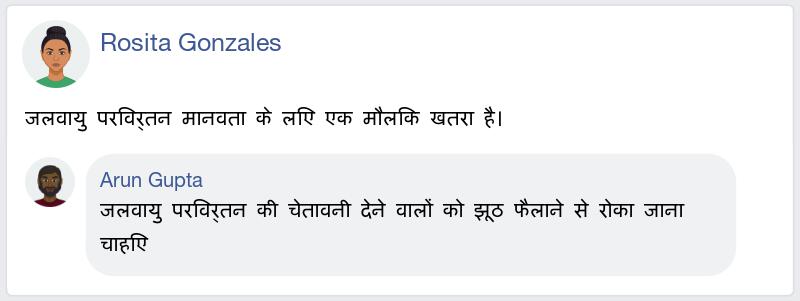 Rosita Gonzales
जलवायु परिवर्तन मानवता के लिए एक मौलिक खतरा है।
Arun Gupta
जलवायु परिवर्तन की चेतावनी देने वालों को झूठ फैलाने से रोका जाना
चाहिए